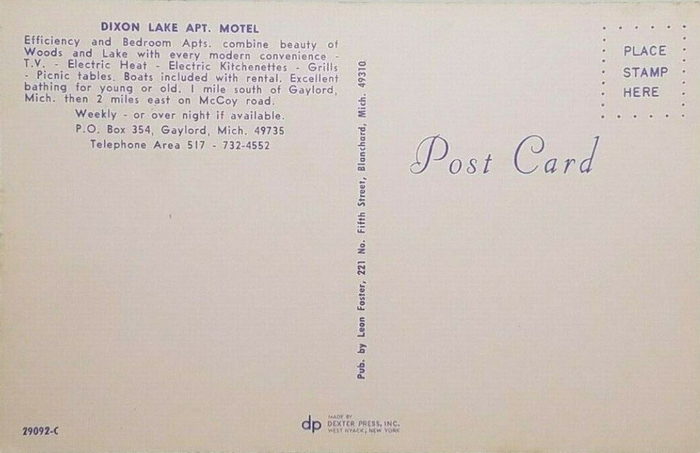 DIXON LAKE APT. MOTEL
Efficiency and Bedroom Apts. combine beauty of
Woods and Lake with every modern convenience -
T.V. - Electric Heat - Electric Kitchenettes - Grills
- Picnic tables. Boats included with rental. Excellent
bathing for young or old. 1 mile south of Gaylord,
Mich. then 2 miles east on McCoy road.
Weekly - or over night if available.
P.O. Box 354, Gaylord, Mich. 49735
Telephone Area 517 - 732-4552
Pub. by Leon Foster, 221 No. Fifth Street, Blanchard, Mich. 49310
PLACE
STAMP
HERE
Post Card
29092-C
dp
MADE BY
DEXTER PRESS, INC.
WEST NYACK, NEW YORK